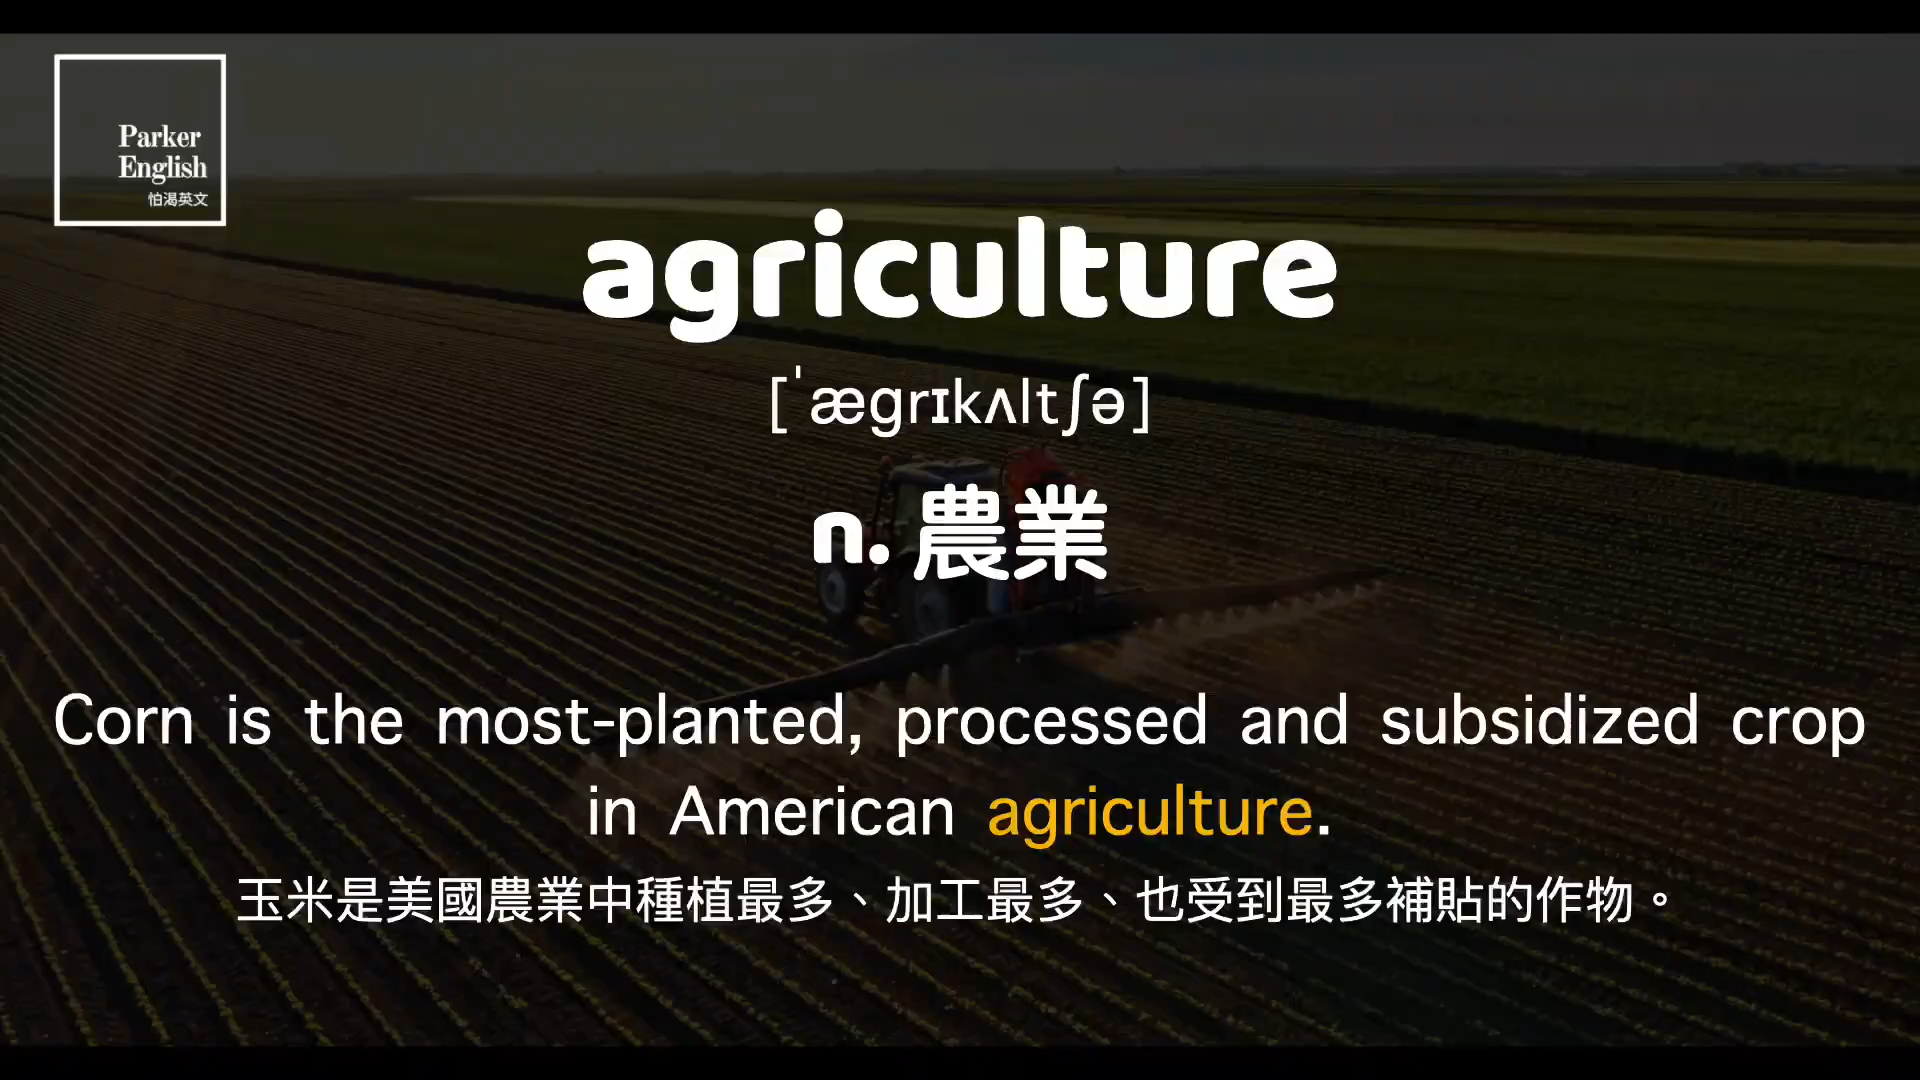 Parker
English
怕渴英文
agriculture
[ˈægrɪkʌltʃə]
n. 農業
Corn is the most-planted, processed and subsidized crop
in American agriculture.
玉米是美國農業中種植最多、加工最多、也受到最多補貼的作物。